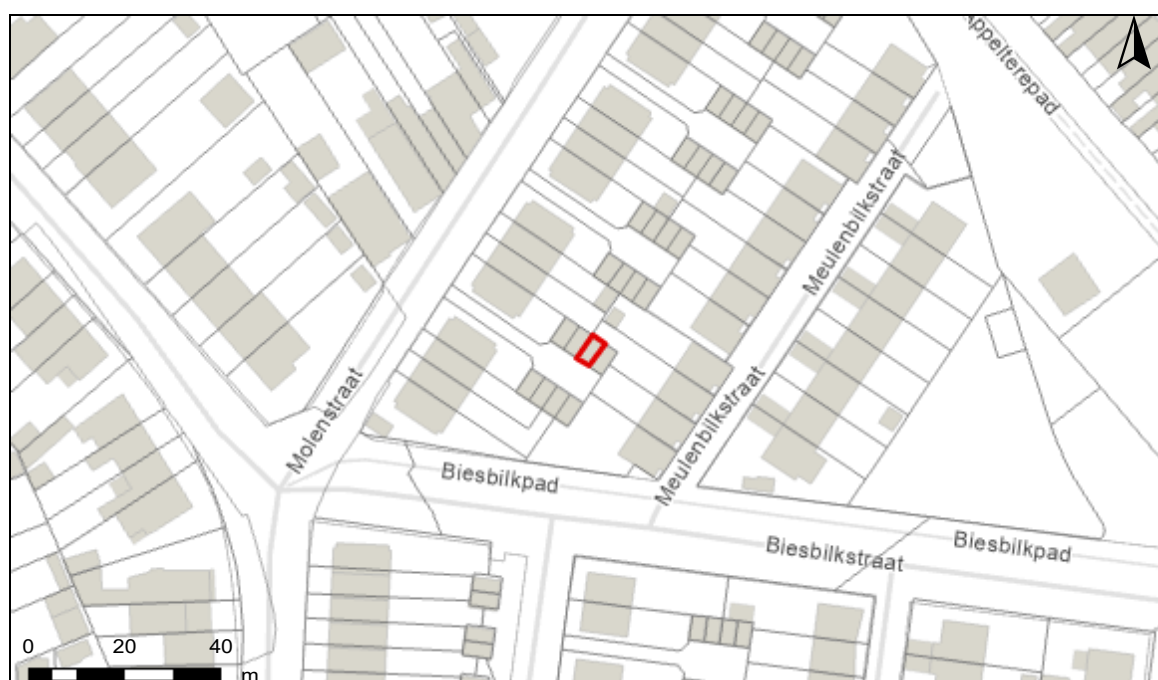 Appelterepad
Meulenbilkstraat
Molenstraat
Meulenbilkstraat
Biesbilkpad
Biesbilkstraat
Biesbilkpad
0 20 40
m